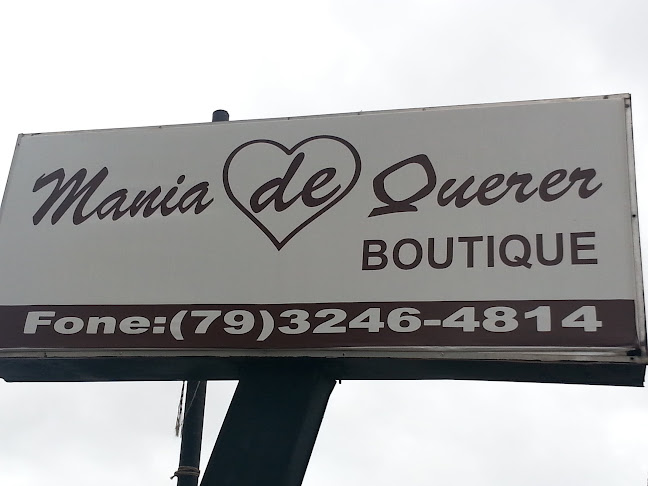 Mania de Querer
BOUTIQUE
Fone:(79)3246-4814